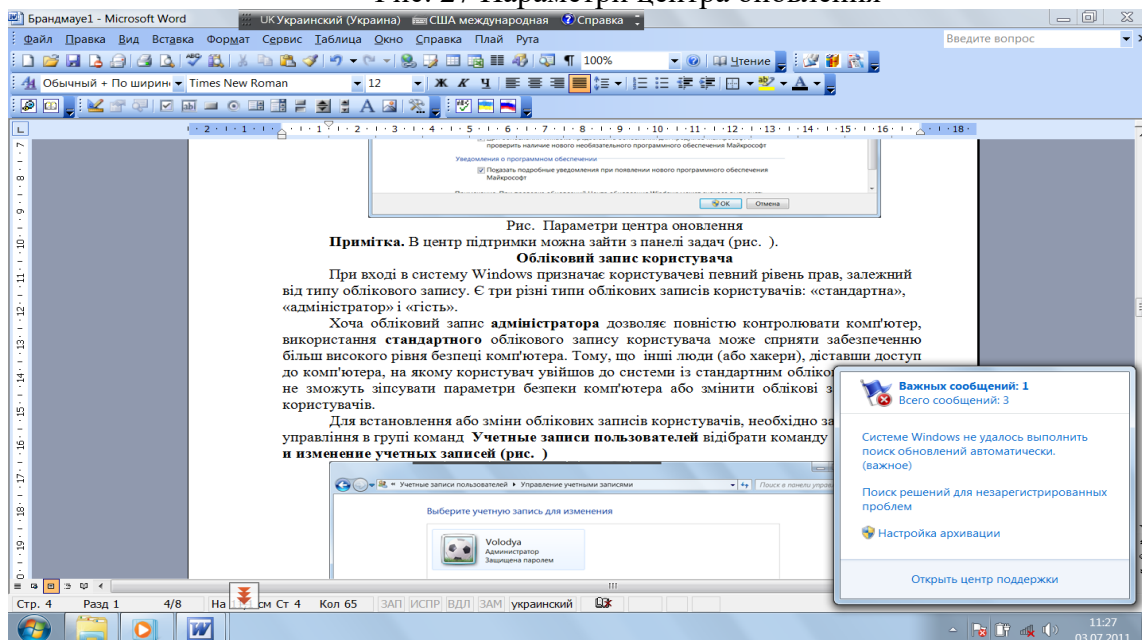 Рис. 27 Параметри центра оновлення
Брандмауе1 - Microsoft Word
UK Украинский (Украина) США международная Справка
Файл Правка Вид Вставка Формат Сервис Таблица Окно Справка Плай Рута
Введите вопрос
100% Чтение
Обычный + По ширин Times New Roman 12 Ж К Ч
проверить наличие нового необязательного программного обеспечения Майкрософт
Уведомления о программном обеспечении
Показать подробные уведомления при появлении нового программного обеспечения
Майкрософт
ОК Отмена
Рис. Параметри центра оновлення
Примітка. В центр підтримки можна зайти з панелі задач (рис. ).
Обліковий запис користувача
При вході в систему Windows призначає користувачеві певний рівень прав, залежний
від типу облікового запису. Є три різні типи облікових записів користувачів: «стандартна»,
«адміністратор» і «гість».
Хоча обліковий запис адміністратора дозволяє повністю контролювати комп'ютер,
використання стандартного облікового запису користувача може сприяти забезпеченню
більш високого рівня безпеці комп'ютера. Тому, що інші люди (або хакери), діставши доступ
до комп'ютера, на якому користувач увійшов до системи із стандартним обліко
не зможуть зіпсувати параметри безпеки комп'ютера або змінити облікові з
користувачів.
Для встановлення або зміни облікових записів користувачів, необхідно за
управління в групі команд Учетные записи пользователей відібрати команду
и изменение учетных записей (рис. )
Учетные записи пользователей Управление учетными записями
Поиск в панели управ
Выберите учетную запись для изменения
Volodya
Администратор
Защищена паролем
Важных сообщений: 1
Всего сообщений: 3
Системе Windows не удалось выполнить
поиск обновлений автоматически.
(важное)
Поиск решений для незарегистрированных
проблем
Настройка архивации
Открыть центр поддержки
Стр. 4 Разд 1 4/8 На см Ст 4 Кол 65 ЗАП ИСПР ВДЛ ЗАМ украинский
11:27
03.07.2011